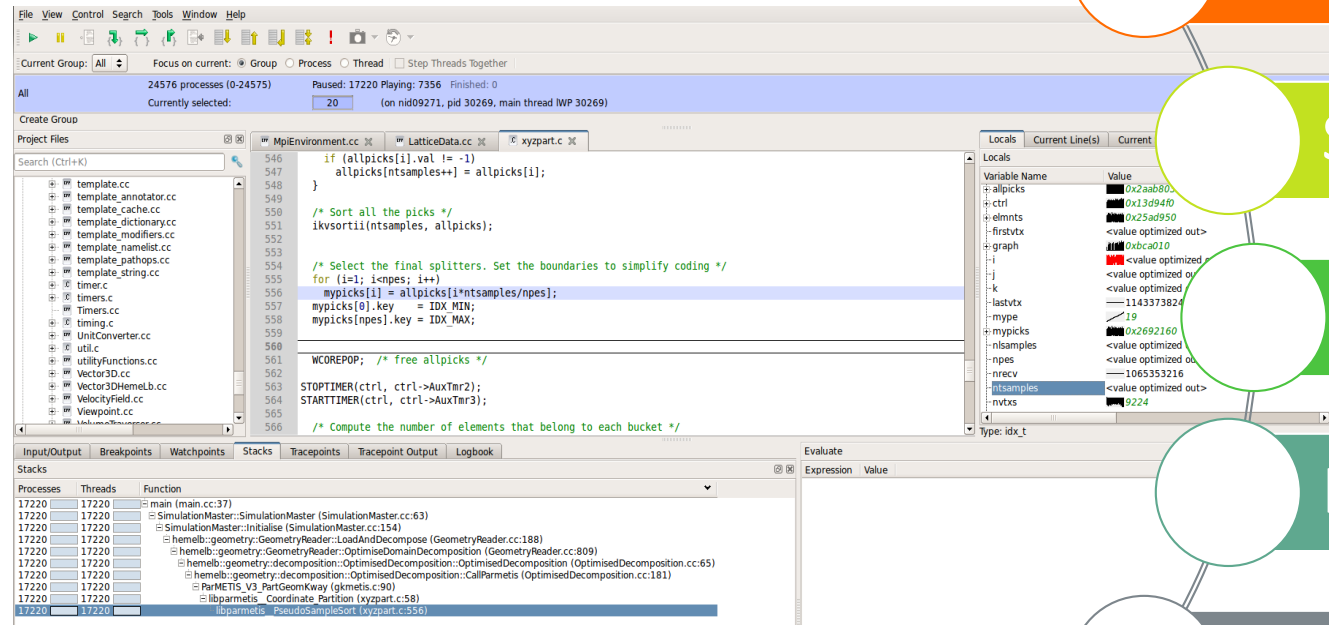 File View Control Search Tools Window Help
Current Group: All Focus on current: Group Process Thread Step Threads Together
All
24576 processes (0-24575) Paused: 17220 Playing: 7356 Finished: 0
Currently selected: 20 (on nid09271, pid 30269, main thread lWP 30269)
Create Group
Project Files
Search (Ctrl+K)
template.cc
template_annotator.cc
template_cache.cc
template_dictionary.cc
template_modifiers.cc
template_namelist.cc
template_pathops.cc
template_string.cc
timer.c
timers.c
Timers.cc
timing.c
UnitConverter.cc
util.c
utilityFunctions.cc
Vector3D.cc
Vector3DHemeLb.cc
VelocityField.cc
Viewpoint.cc
VolumeTraverser.cc
MpiEnvironment.cc LatticeData.cc xyzpart.c
546 if (allpicks[i].val != -1)
547 allpicks[ntsamples++] = allpicks[i];
548 }
549
550 /* Sort all the picks */
551 ikvsortii(ntsamples, allpicks);
552
553
554 /* Select the final splitters. Set the boundaries to simplify coding */
555 for (i=1; i<npes; i++)
556 mypicks[i] = allpicks[i*ntsamples/npes];
557 mypicks[0].key = IDX_MIN;
558 mypicks[npes].key = IDX_MAX;
559
560
561 WCOREPOP; /* free allpicks */
562
563 STOPTIMER(ctrl, ctrl->AuxTmr2);
564 STARTTIMER(ctrl, ctrl->AuxTmr3);
565
566 /* Compute the number of elements that belong to each bucket */
Locals Current Line(s) Current
Locals
Variable Name Value
allpicks 0x2aab80
ctrl 0x13d94f0
elmnts 0x25ad950
firstvtx <value optimized out>
graph 0xbca010
i <value optimized
j <value optimized
k <value optimized
lastvtx 1143373824
mype 19
mypicks 0x2692160
nlsamples <value optimized
npes <value optimized
nrecv 1065353216
ntsamples <value optimized out>
nvtxs 9224
Type: idx_t
Input/Output Breakpoints Watchpoints Stacks Tracepoints Tracepoint Output Logbook
Stacks
Processes Threads Function
17220 17220 main (main.cc:37)
17220 17220 SimulationMaster::SimulationMaster (SimulationMaster.cc:63)
17220 17220 SimulationMaster::Initialise (SimulationMaster.cc:154)
17220 17220 hemelb::geometry::GeometryReader::LoadAndDecompose (GeometryReader.cc:188)
17220 17220 hemelb::geometry::GeometryReader::OptimiseDomainDecomposition (GeometryReader.cc:809)
17220 17220 hemelb::geometry::decomposition::OptimisedDecomposition::OptimisedDecomposition (OptimisedDecomposition.cc:65)
17220 17220 hemelb::geometry::decomposition::OptimisedDecomposition::CallParmetis (OptimisedDecomposition.cc:181)
17220 17220 ParMETIS_V3_PartGeomKway (gkmetis.c:90)
17220 17220 libparmetis__Coordinate_Partition (xyzpart.c:58)
17220 17220 libparmetis__PseudoSampleSort (xyzpart.c:556)
Evaluate
Expression Value